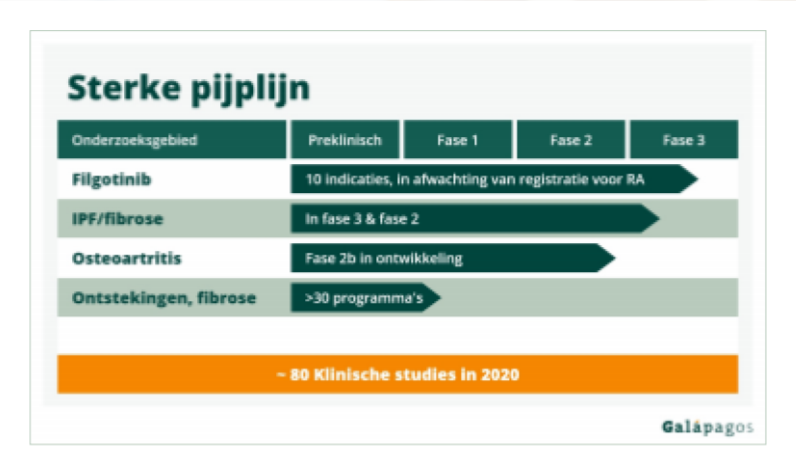 Sterke pijplijn
Onderzoeksgebied Preklinisch Fase 1 Fase 2 Fase 3
Filgotinib 10 indicaties, in afwachting van registratie voor RA
IPF/fibrose In fase 3 & fase 2
Osteoartritis Fase 2b in ontwikkeling
Ontstekingen, fibrose >30 programma's
~ 80 Klinische studies in 2020
Galápagos